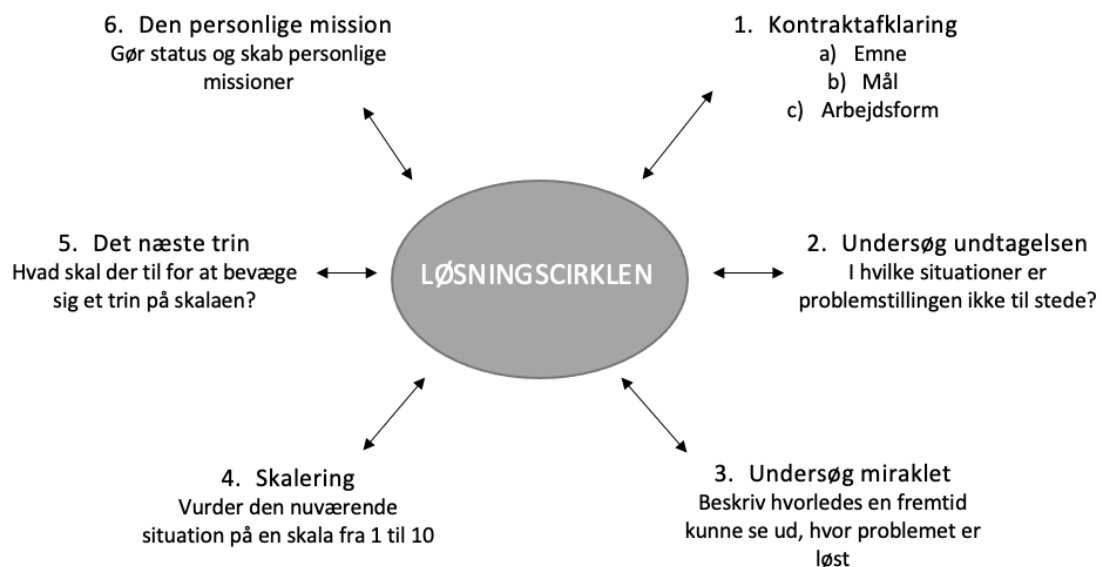 6. Den personlige mission
Gør status og skab personlige
missioner
1. Kontraktafklaring
a) Emne
b) Mål
c) Arbejdsform
5. Det næste trin
Hvad skal der til for at bevæge
sig et trin på skalaen?
LØSNINGSCIRKLEN
2. Undersøg undtagelsen
I hvilke situationer er
problemstillingen ikke til stede?
4. Skalering
Vurder den nuværende
situation på en skala fra 1 til 10
3. Undersøg miraklet
Beskriv hvorledes en fremtid
kunne se ud, hvor problemet er
løst